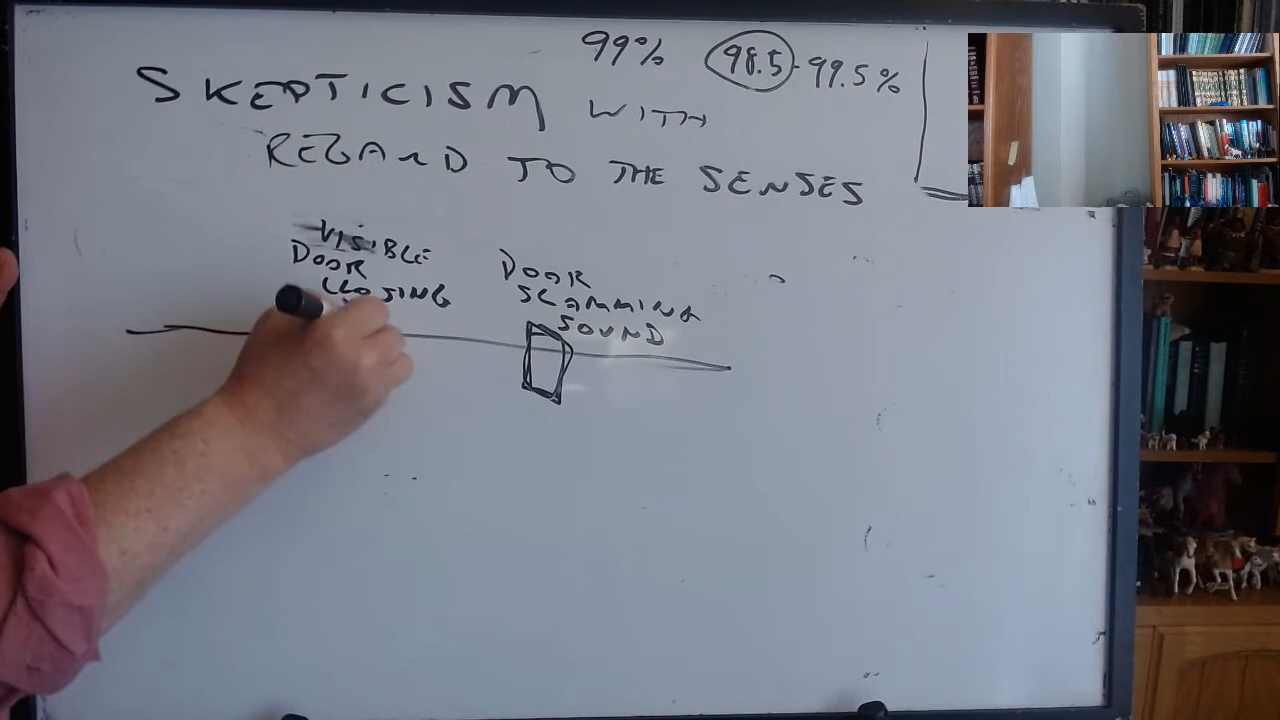 99% 98.5-99.5%
SKEPTICISM WITH
REGARD TO THE SENSES
VISIBLE
DOOR
CLOSING
DOOR
SLAMMING
SOUND